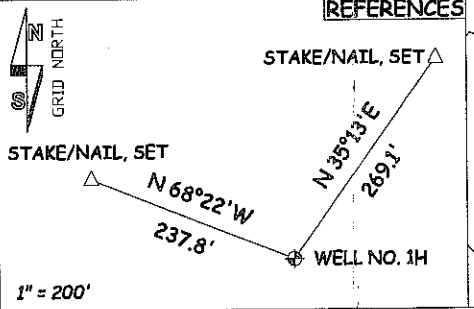 REFERENCES
N
S
GRID NORTH
STAKE/NAIL, SET
STAKE/NAIL, SET
N 35°13'E
269.1'
N 68°22'W
237.8'
WELL NO. 1H
1" = 200'